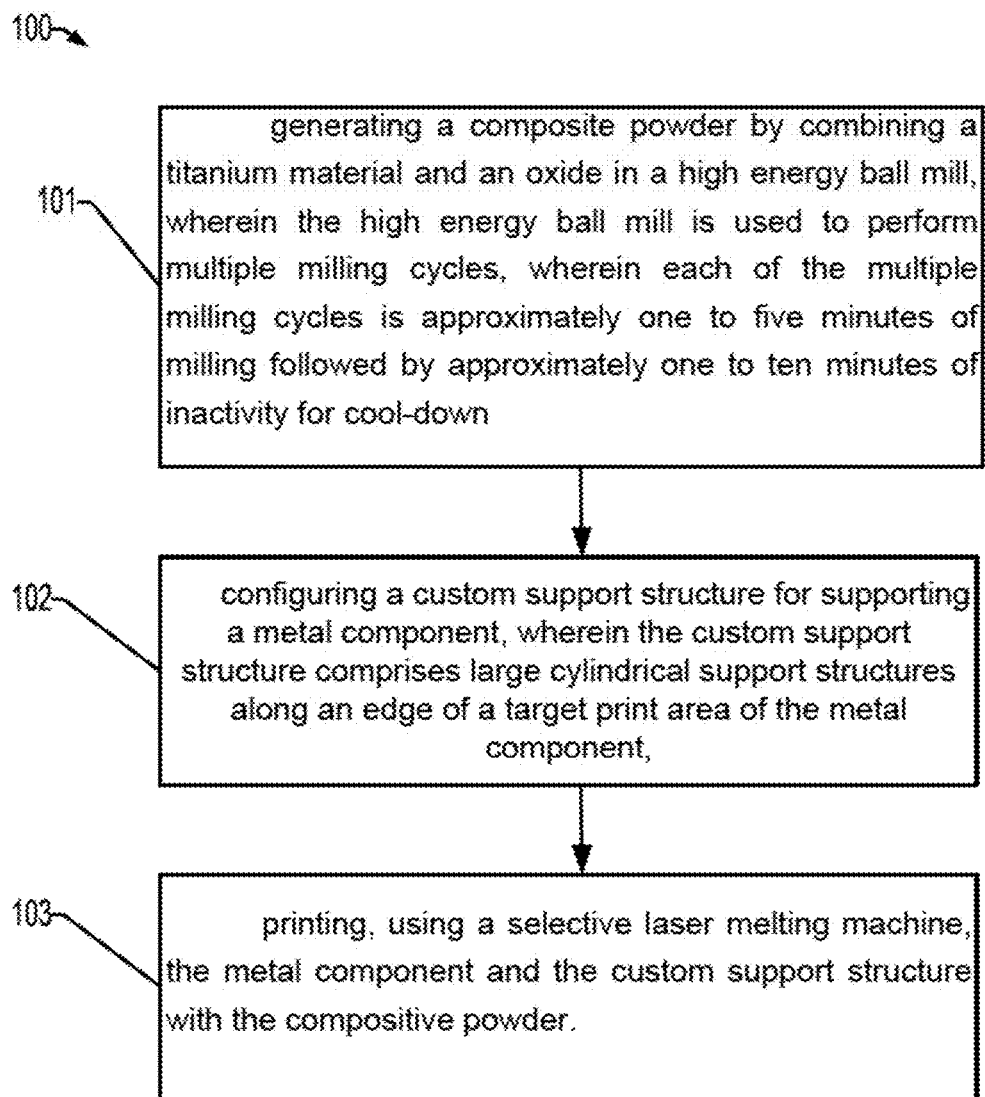 100
generating a composite powder by combining a
titanium material and an oxide in a high energy ball mill,
101
wherein the high energy ball mill is used to perform
multiple milling cycles, wherein each of the multiple
milling cycles is approximately one to five minutes of
milling followed by approximately one to ten minutes of
inactivity for cool-down
102
configuring a custom support structure for supporting
a metal component, wherein the custom support
structure comprises large cylindrical support structures
along an edge of a target print area of the metal
component,
103
printing, using a selective laser melting machine,
the metal component and the custom support structure
with the compositive powder.